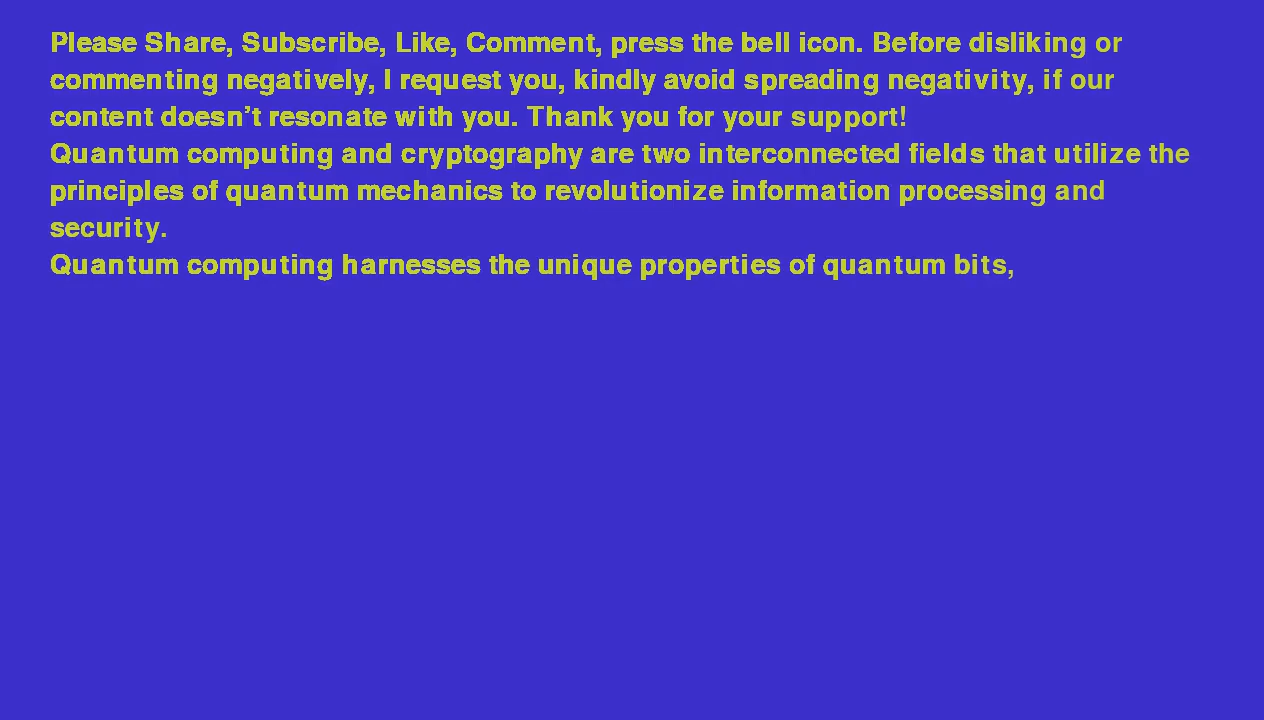 Please Share, Subscribe, Like, Comment, press the bell icon. Before disliking or
commenting negatively, I request you, kindly avoid spreading negativity, if our
content doesn’t resonate with you. Thank you for your support!
Quantum computing and cryptography are two interconnected fields that utilize the
principles of quantum mechanics to revolutionize information processing and
security.
Quantum computing harnesses the unique properties of quantum bits,